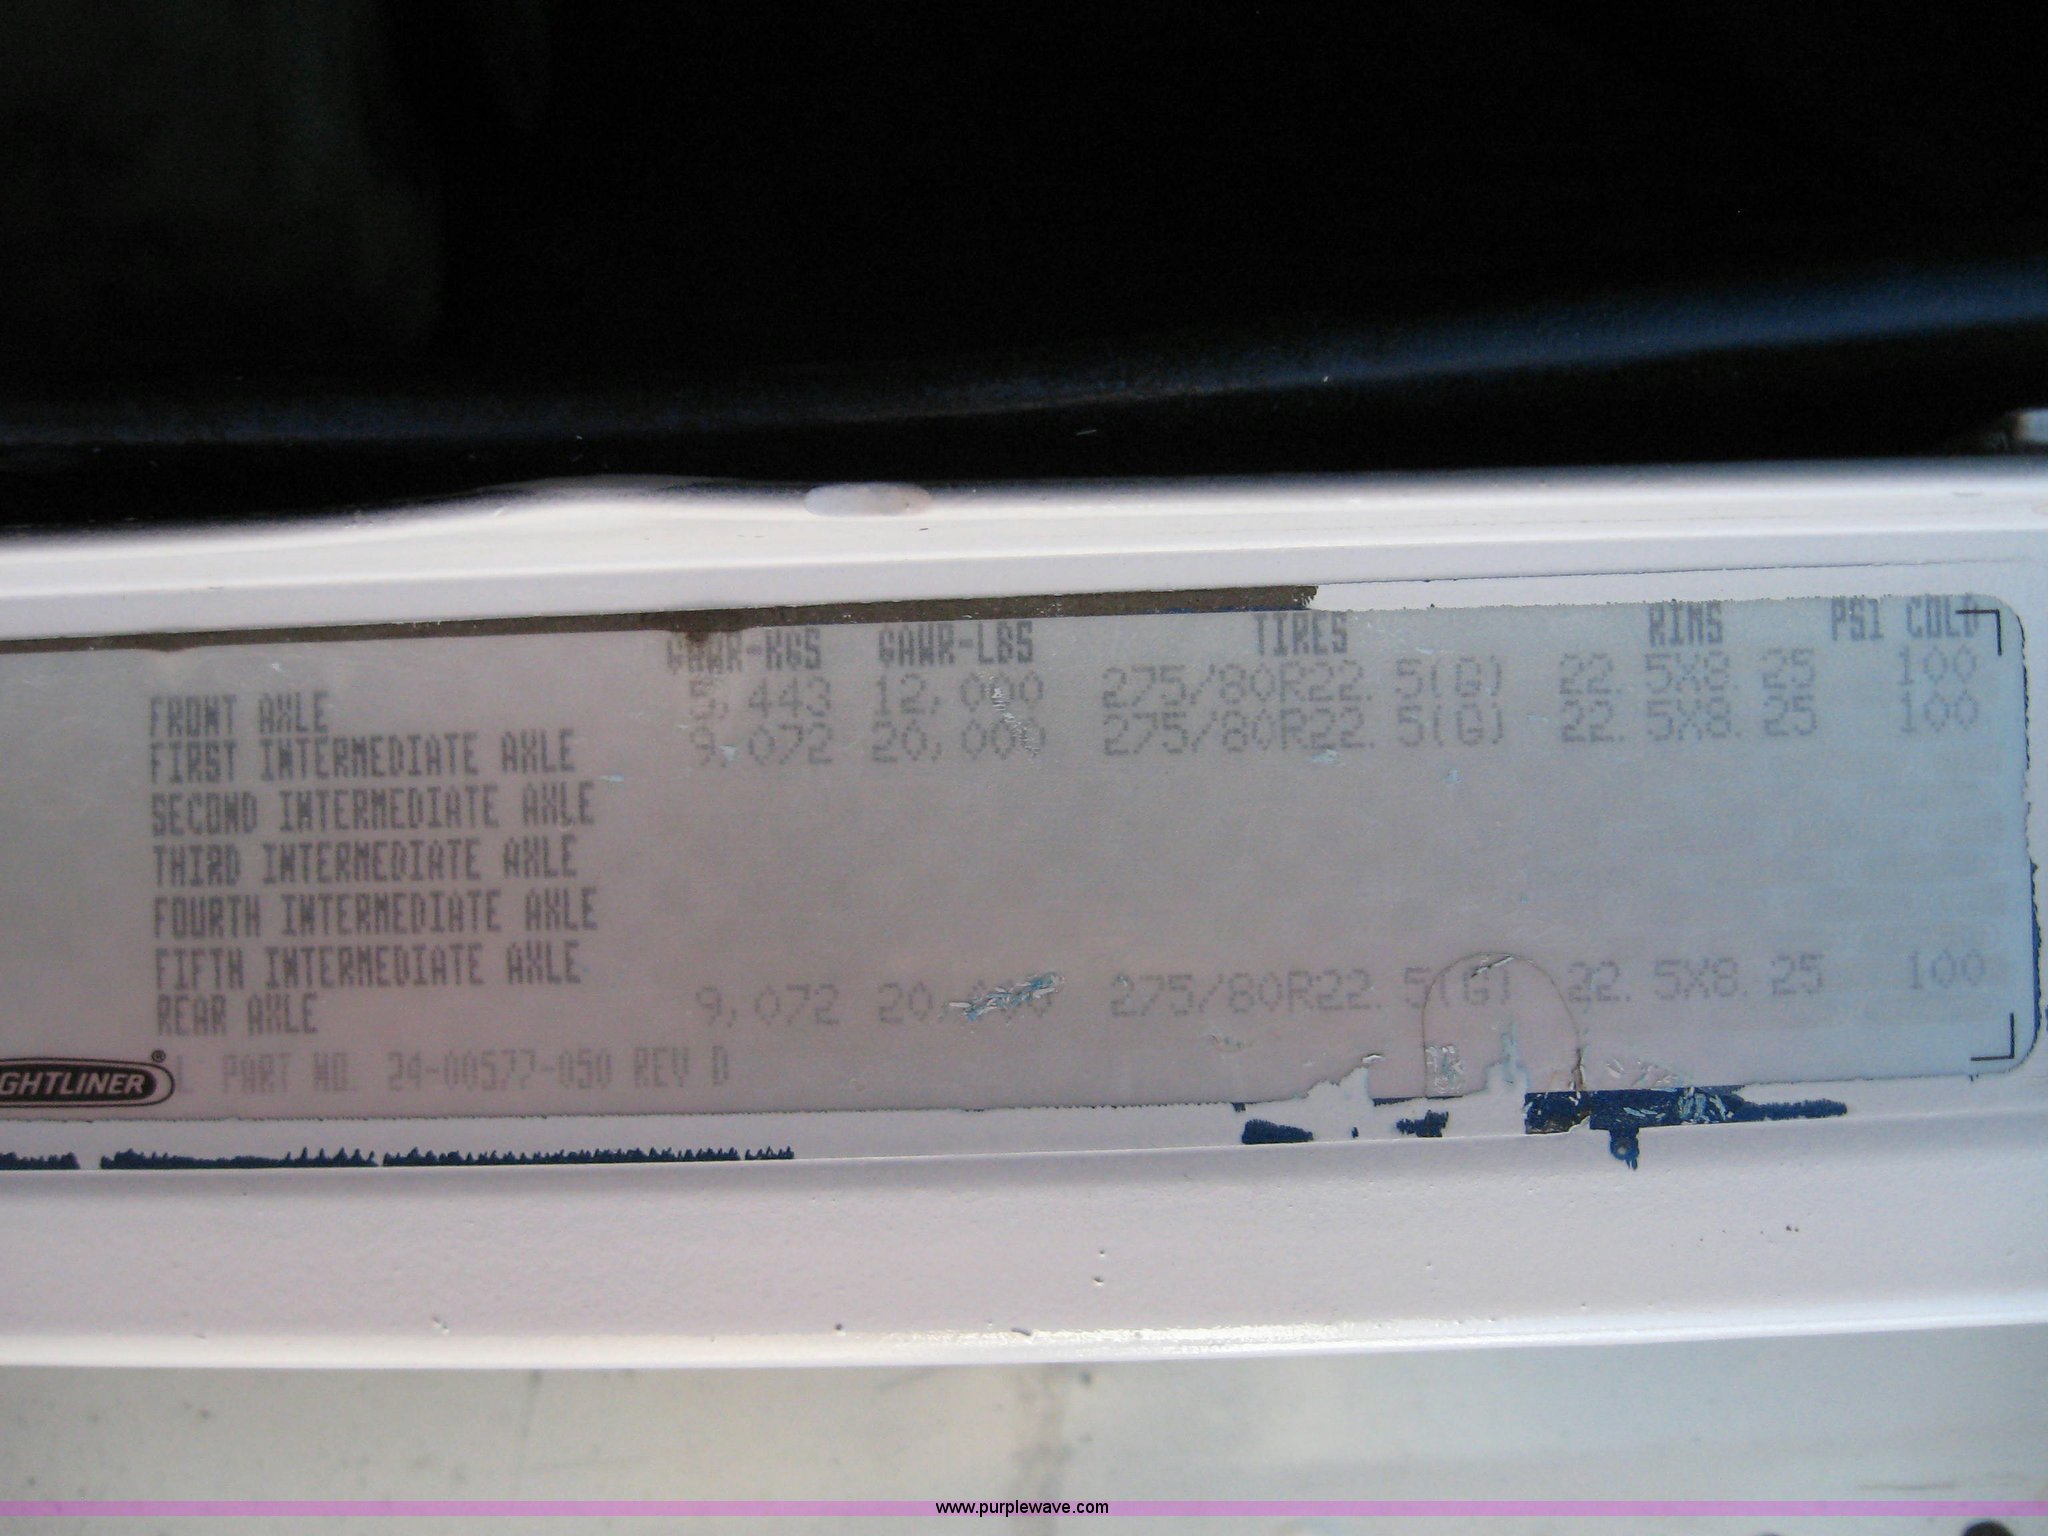 GAWR-KGS GAWR-LBS TIRES RIMS PSI COLD
FRONT AXLE 5,443 12,000 275/80R22.5(G) 22.5X8.25 100
FIRST INTERMEDIATE AXLE 9,072 20,000 275/80R22.5(G) 22.5X8.25 100
SECOND INTERMEDIATE AXLE
THIRD INTERMEDIATE AXLE
FOURTH INTERMEDIATE AXLE
FIFTH INTERMEDIATE AXLE
REAR AXLE 9,072 20,000 275/80R22.5(G) 22.5X8.25 100
GHTLINER® L PART NO. 24-00577-050 REV D
www.purplewave.com